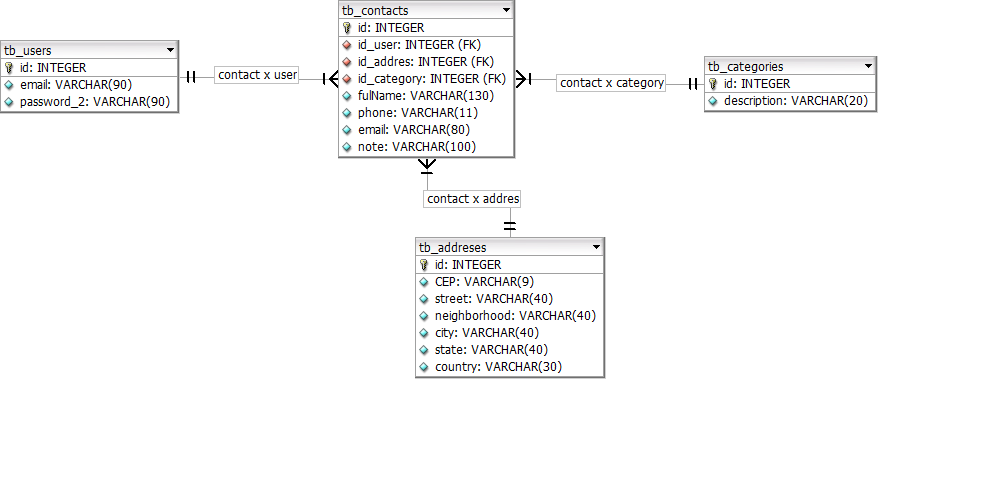 tb_users
id: INTEGER
email: VARCHAR(90)
password_2: VARCHAR(90)
contact x user
tb_contacts
id: INTEGER
id_user: INTEGER (FK)
id_addres: INTEGER (FK)
id_category: INTEGER (FK)
fulName: VARCHAR(130)
phone: VARCHAR(11)
email: VARCHAR(80)
note: VARCHAR(100)
contact x category
tb_categories
id: INTEGER
description: VARCHAR(20)
contact x addres
tb_addreses
id: INTEGER
CEP: VARCHAR(9)
street: VARCHAR(40)
neighborhood: VARCHAR(40)
city: VARCHAR(40)
state: VARCHAR(40)
country: VARCHAR(30)